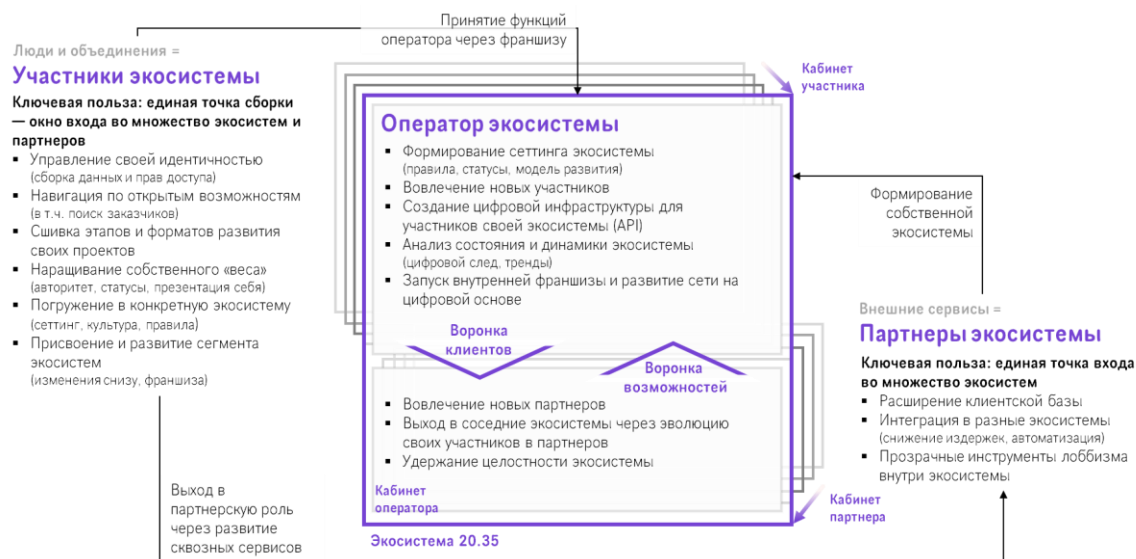 Принятие функций
оператора через франшизу
Люди и объединения =
Участники экосистемы
Ключевая польза: единая точка сборки
— окно входа во множество экосистем и
партнеров
▪ Управление своей идентичностью
(сборка данных и прав доступа)
▪ Навигация по открытым возможностям
(в т.ч. поиск заказчиков)
▪ Сшивка этапов и форматов развития
своих проектов
▪ Наращивание собственного «веса»
(авторитет, статусы, презентация себя)
▪ Погружение в конкретную экосистему
(сеттинг, культура, правила)
▪ Присвоение и развитие сегмента
экосистем
(изменения снизу, франшиза)
Выход в
партнерскую роль
через развитие
сквозных сервисов
Кабинет
участника
Оператор экосистемы
▪ Формирование сеттинга экосистемы
(правила, статусы, модель развития)
▪ Вовлечение новых участников
▪ Создание цифровой инфраструктуры для
участников своей экосистемы (API)
▪ Анализ состояния и динамики экосистемы
(цифровой след, тренды)
▪ Запуск внутренней франшизы и развитие сети на
цифровой основе
Воронка
клиентов
Воронка
возможностей
▪ Вовлечение новых партнеров
▪ Выход в соседние экосистемы через эволюцию
своих участников в партнеров
▪ Удержание целостности экосистемы
Кабинет
оператора
Экосистема 20.35
Кабинет
партнера
Формирование
собственной
экосистемы
Внешние сервисы =
Партнеры экосистемы
Ключевая польза: единая точка входа
во множество экосистем
▪ Расширение клиентской базы
▪ Интеграция в разные экосистемы
(снижение издержек, автоматизация)
▪ Прозрачные инструменты лоббизма
внутри экосистемы